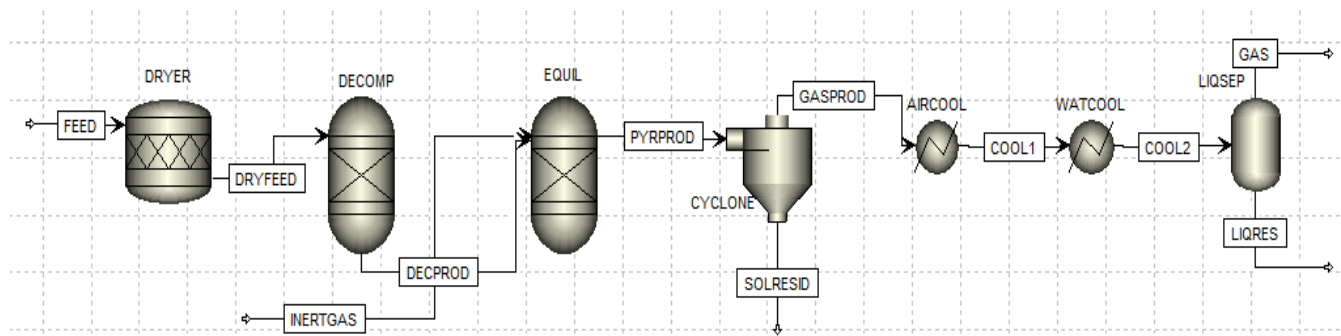 DRYER
FEED
DRYFEED
DECOMP
DECPROD
INERTGAS
EQUIL
PYRPROD
CYCLONE
GASPROD
SOLRESID
AIRCOOL
COOL1
WATCOOL
COOL2
LIQSEP
GAS
LIQRES